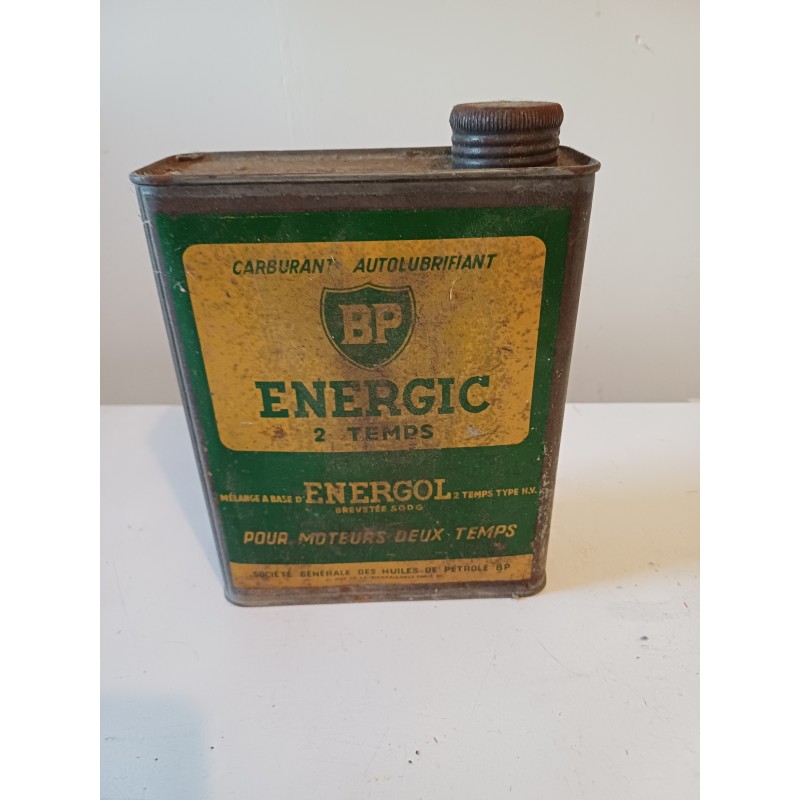 CARBURANT AUTOLUBRIFIANT
BP
ENERGIC
2 TEMPS
MÉLANGE A BASE D'ENERGOL 2 TEMPS TYPE H.V.
BREVETÉE S G D G
POUR MOTEURS DEUX-TEMPS
SOCIÉTÉ GÉNÉRALE DES HUILES DE PÉTROLE BP